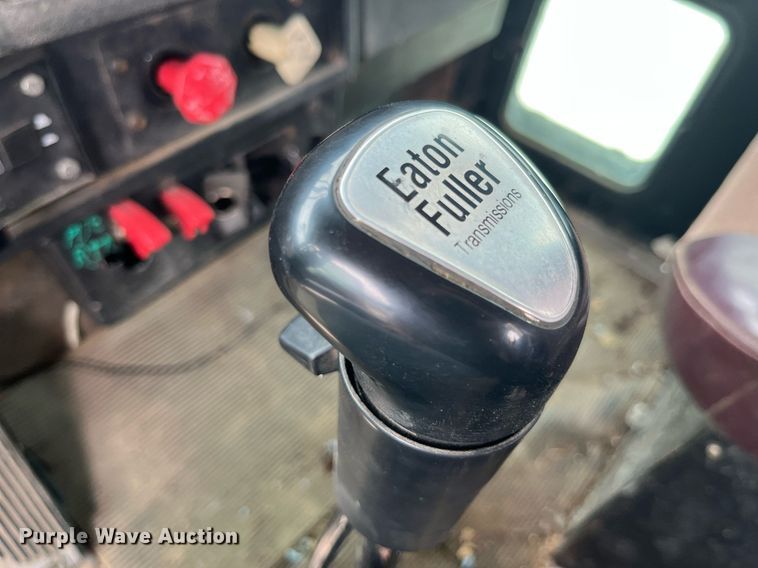 Eaton
Fuller
Transmissions
Purple Wave Auction